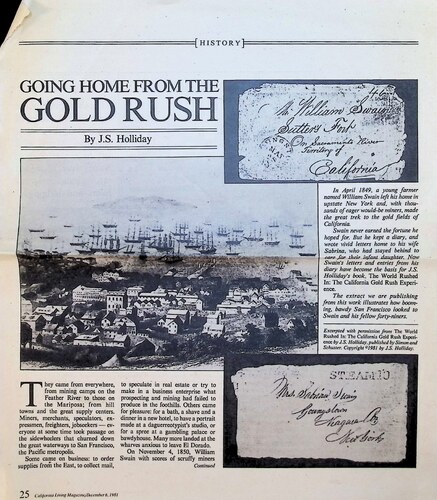 [HISTORY]
GOING HOME FROM THE
GOLD RUSH
By J.S. Holliday
Mr. William Swain
Sutters Fort
On Sacramento River
Territory of
California
In April 1849, a young farmer
named William Swain left his home in
upstate New York and, with thou-
sands of eager would-be miners, made
the great trek to the gold fields of
California.
Swain never earned the fortune he
hoped for. But he kept a diary, and
wrote vivid letters home to his wife
Sabrina, who had stayed behind to
care for their infant daughter. Now
Swain's letters and entries from his
diary have become the basis for J.S.
Holliday's book, The World Rushed
In: The California Gold Rush Experi-
ence.
The extract we are publishing
from this work illustrates how boom-
ing, bawdy San Francisco looked to
Swain and his fellow forty-niners.
Excerpted with permission from The World
Rushed In: The California Gold Rush Experi-
ence by J.S. Holliday, published by Simon and
Schuster. Copyright ©1981 by J.S. Holliday.
STEAM
Mrs. Sabrina Swain
Youngstown
Niagara Co
New York
They came from everywhere,
from mining camps on the
Feather River to those on
the Mariposa; from hill
towns and the great supply centers.
Miners, merchants, speculators, ex-
pressmen, freighters, jobseekers — ev-
eryone at some time took passage on
the sidewheelers that churned down
the great waterways to San Francisco,
the Pacific metropolis.
Some came on business: to order
supplies from the East, to collect mail,
to speculate in real estate or try to
make in a business enterprise what
prospecting and mining had failed to
produce in the foothills. Others came
for pleasure: for a bath, a shave and a
dinner in a new hotel, to have a portrait
made at a daguerreotypist's studio, or
for a spree at a gambling palace or
bawdyhouse. Many more landed at the
wharves anxious to leave El Dorado.
On November 4, 1850, William
Swain with scores of scruffy miners
Continued
25 California Living Magazine, December 6, 1981